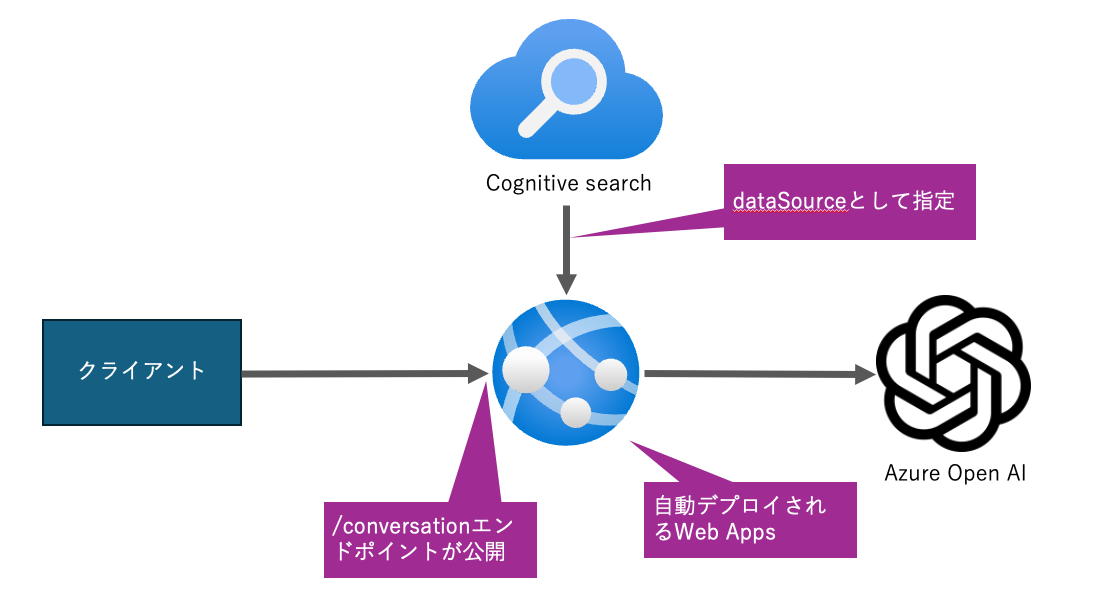 Cognitive search
dataSourceとして指定
クライアント
Azure Open AI
/conversationエン
ドポイントが公開
自動デプロイされ
るWeb Apps